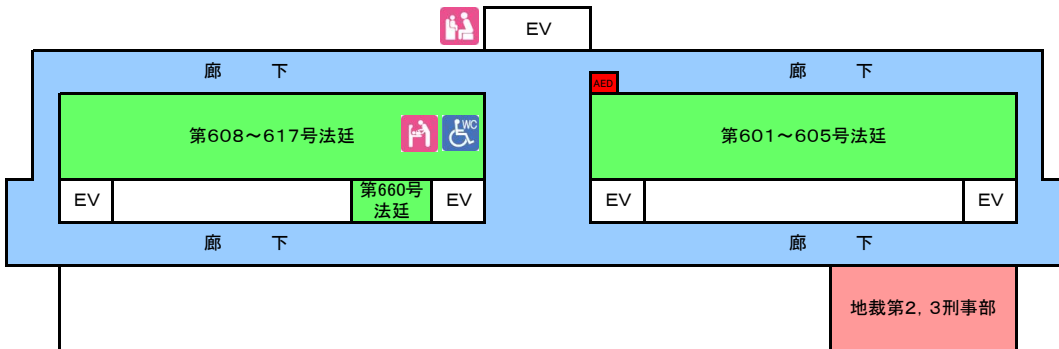 EV
廊 下
廊 下
AED
第608～617号法廷
WC
第601～605号法廷
EV
第660号
法廷
EV
EV
EV
廊 下
廊 下
地裁第2，3刑事部